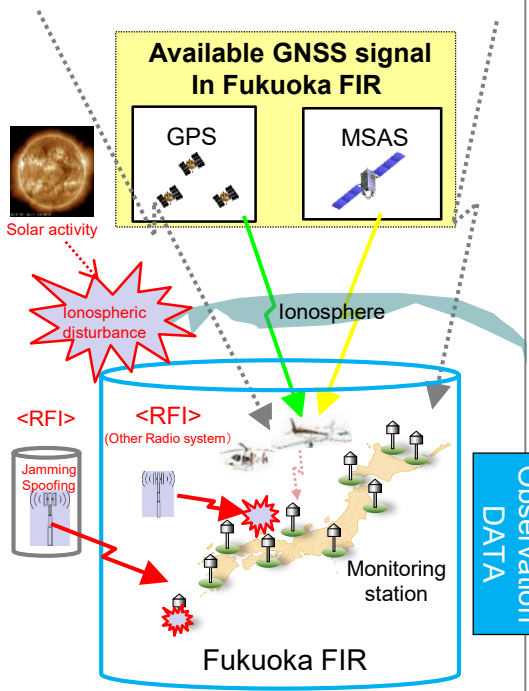 Available GNSS signal
In Fukuoka FIR
GPS
MSAS
Solar activity
Ionospheric
disturbance
Ionosphere
<RFI>
<RFI>
(Other Radio system)
Jamming
Spoofing
Monitoring
station
Observation
DATA
Fukuoka FIR